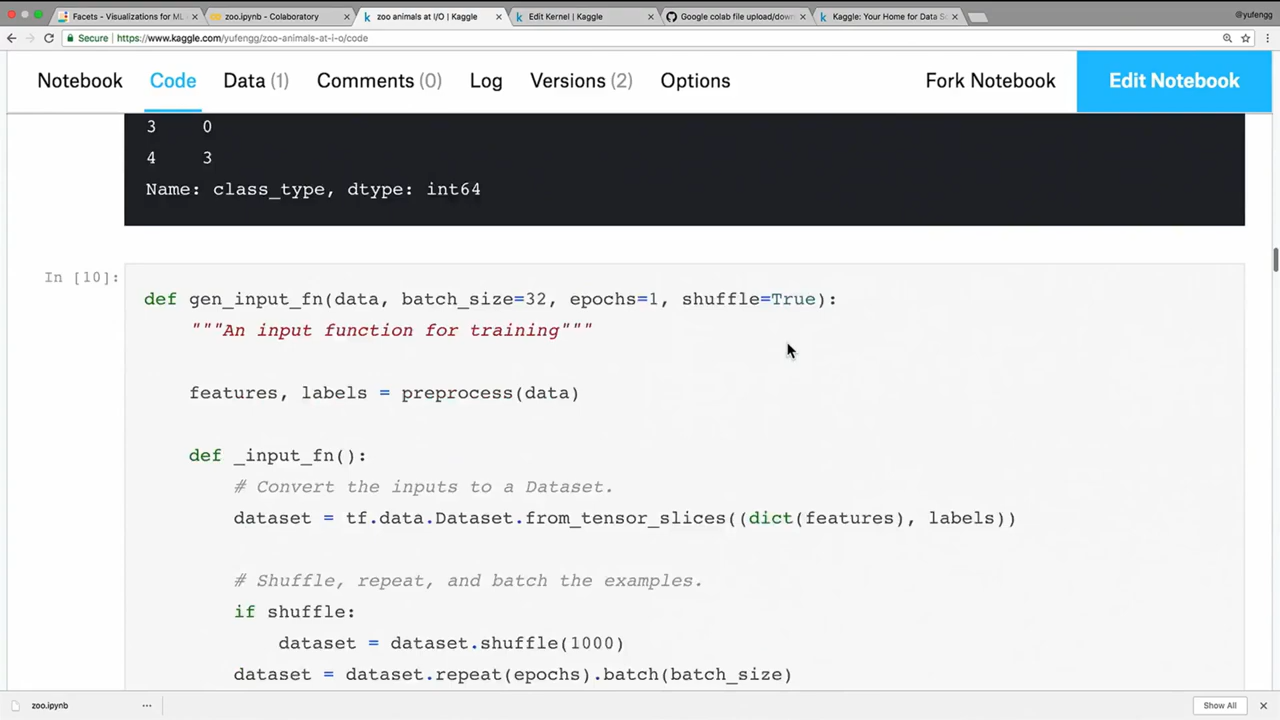 Facets - Visualizations for ML
zoo.ipynb - Colaboratory
zoo animals at I/O | Kaggle
Edit Kernel | Kaggle
Google colab file upload/down
Kaggle: Your Home for Data S
@yufengg
Secure
https://www.kaggle.com/yufengg/zoo-animals-at-i-o/code
Notebook
Code
Data (1)
Comments (0)
Log
Versions (2)
Options
Fork Notebook
Edit Notebook
3 0
4 3
Name: class_type, dtype: int64
In [10]:
def gen_input_fn(data, batch_size=32, epochs=1, shuffle=True):
"""An input function for training"""
features, labels = preprocess(data)
def _input_fn():
# Convert the inputs to a Dataset.
dataset = tf.data.Dataset.from_tensor_slices((dict(features), labels))
# Shuffle, repeat, and batch the examples.
if shuffle:
dataset = dataset.shuffle(1000)
dataset = dataset.repeat(epochs).batch(batch_size)
zoo.ipynb
Show All